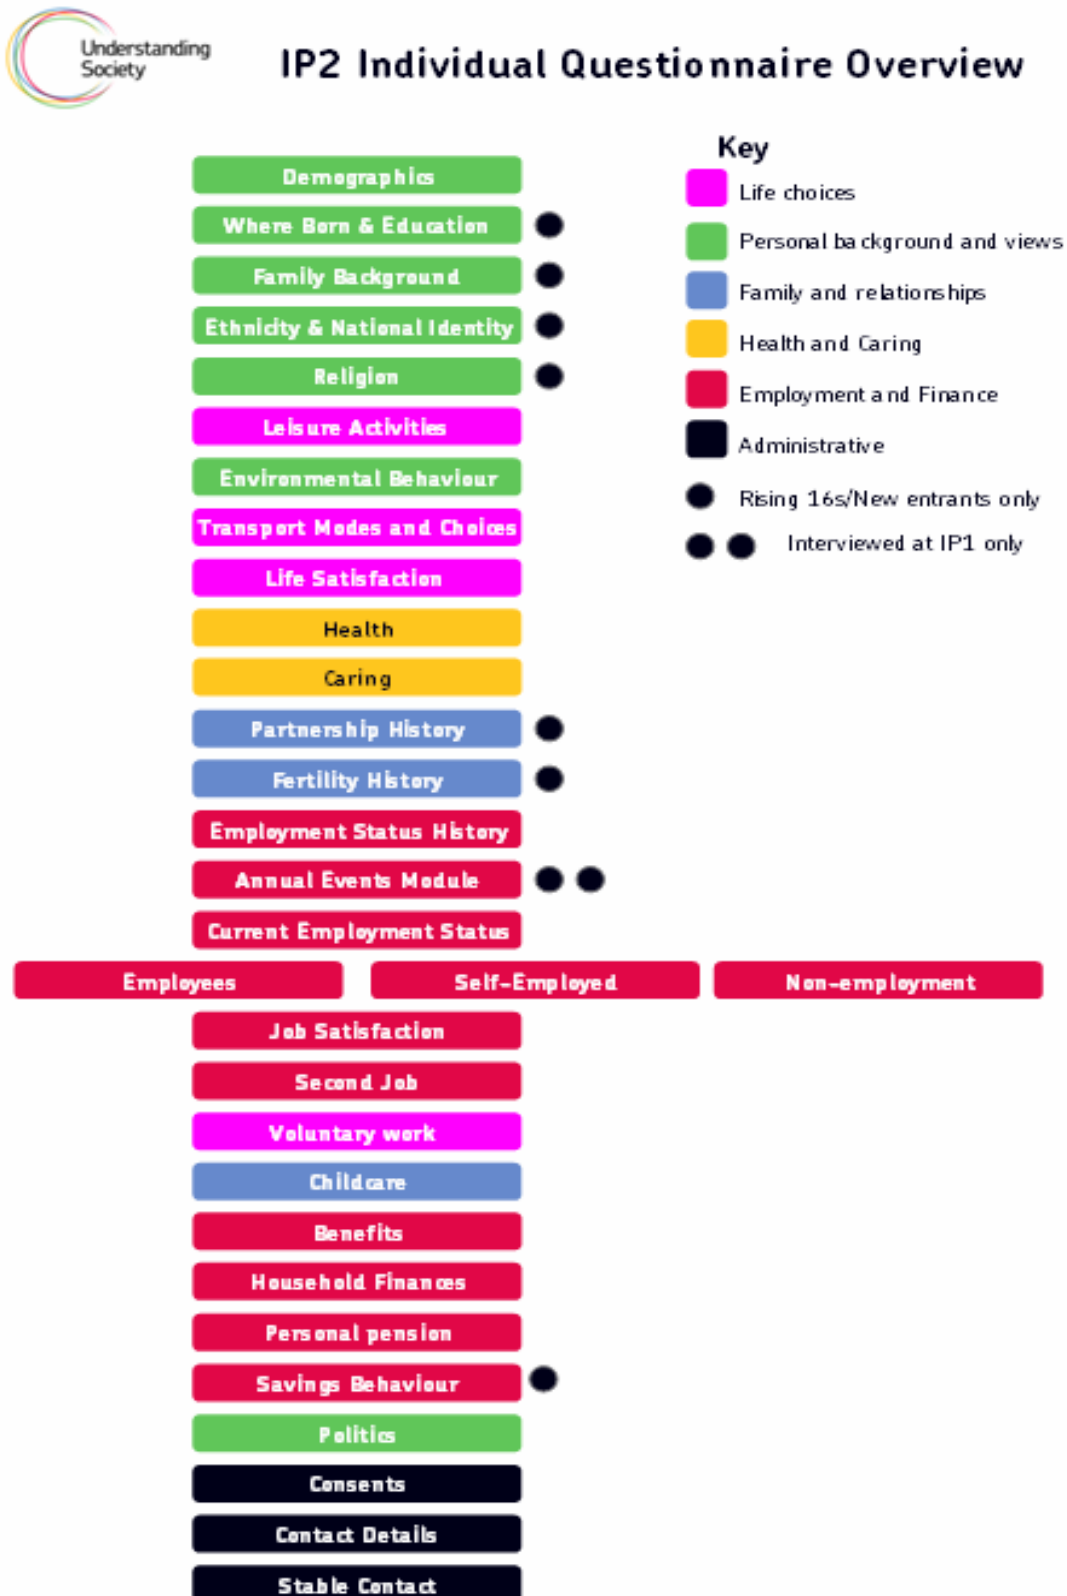 Understanding
Society
IP2 Individual Questionnaire Overview
Key
Life choices
Personal background and views
Family and relationships
Health and Caring
Employment and Finance
Administrative
Rising 16s/New entrants only
Interviewed at IP1 only
Demographics
Where Born & Education
Family Background
Ethnicity & National Identity
Religion
Leisure Activities
Environmental Behaviour
Transport Modes and Choices
Life Satisfaction
Health
Caring
Partnership History
Fertility History
Employment Status History
Annual Events Module
Current Employment Status
Employees Self-Employed Non-employment
Job Satisfaction
Second Job
Voluntary work
Childcare
Benefits
Household Finances
Personal pension
Savings Behaviour
Politics
Consents
Contact Details
Stable Contact